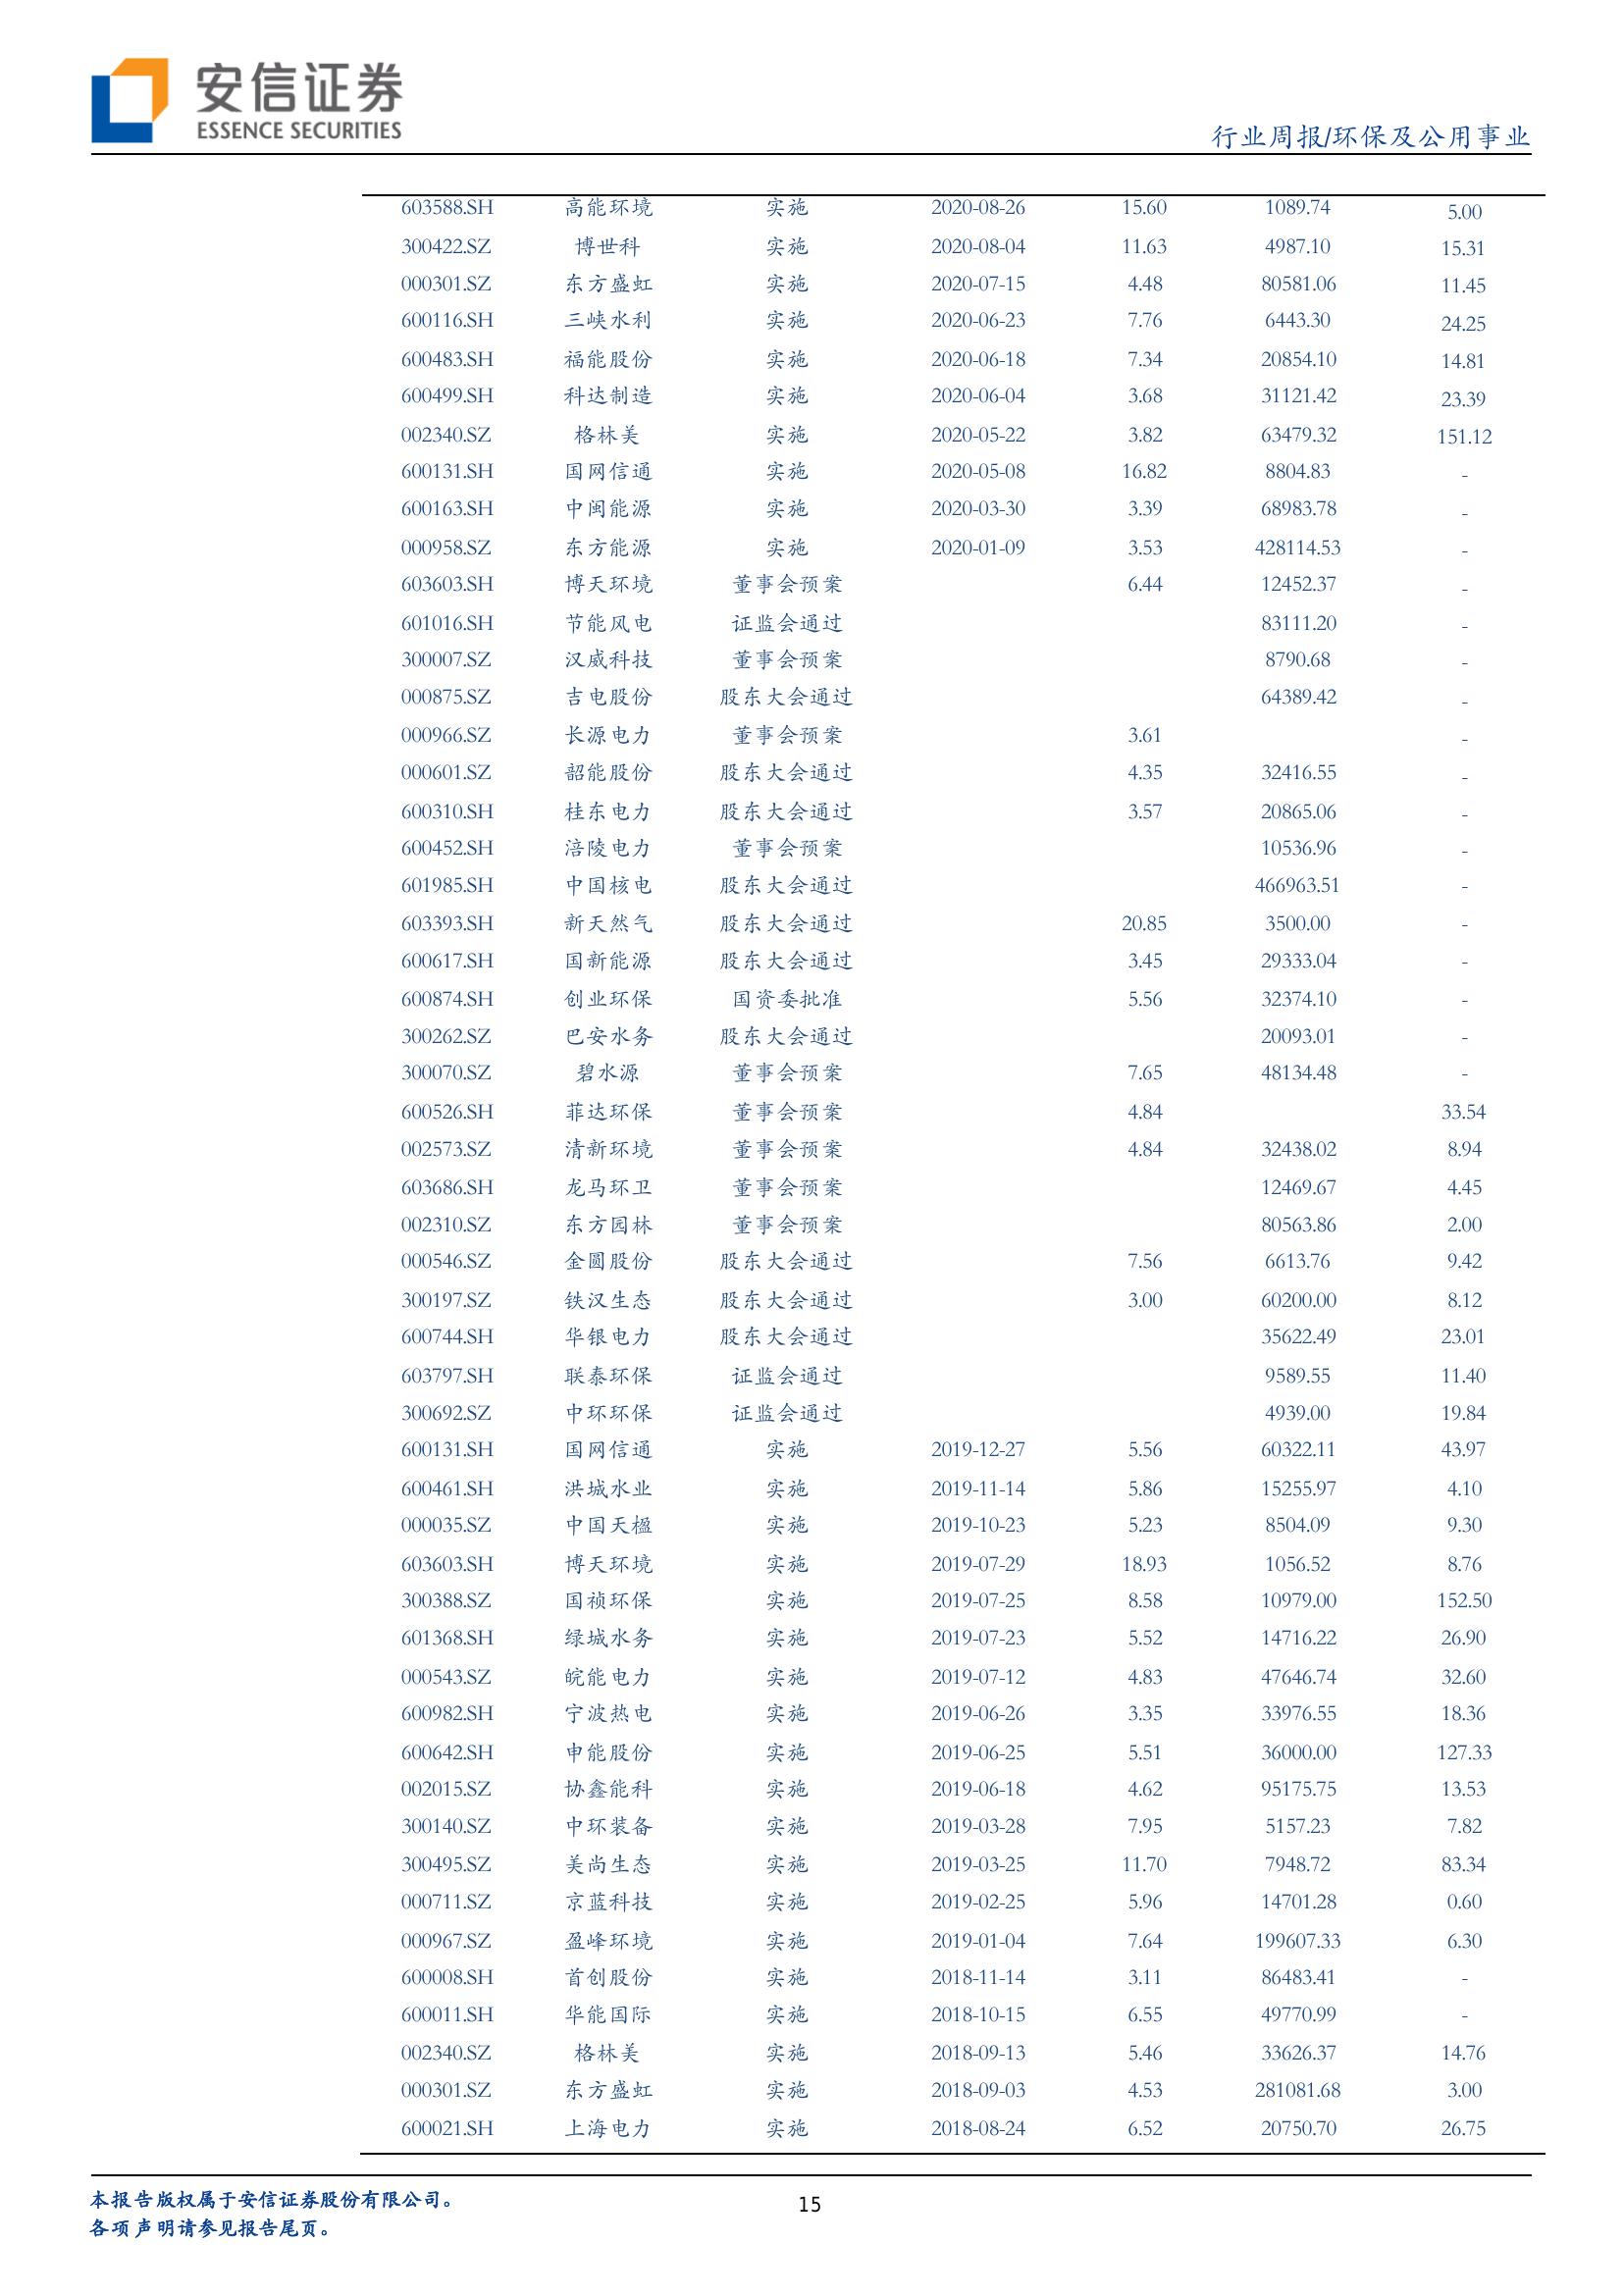 安信证券
ESSENCE SECURITIES
行业周报/环保及公用事业
603588.SH 高能环境 实施 2020-08-26 15.60 1089.74 5.00
300422.SZ 博世科 实施 2020-08-04 11.63 4987.10 15.31
000301.SZ 东方盛虹 实施 2020-07-15 4.48 80581.06 11.45
600116.SH 三峡水利 实施 2020-06-23 7.76 6443.30 24.25
600483.SH 福能股份 实施 2020-06-18 7.34 20854.10 14.81
600499.SH 科达制造 实施 2020-06-04 3.68 31121.42 23.39
002340.SZ 格林美 实施 2020-05-22 3.82 63479.32 151.12
600131.SH 国网信通 实施 2020-05-08 16.82 8804.83 -
600163.SH 中闽能源 实施 2020-03-30 3.39 68983.78 -
000958.SZ 东方能源 实施 2020-01-09 3.53 428114.53 -
603603.SH 博天环境 董事会预案 6.44 12452.37 -
601016.SH 节能风电 证监会通过 83111.20 -
300007.SZ 汉威科技 董事会预案 8790.68 -
000875.SZ 吉电股份 股东大会通过 64389.42 -
000966.SZ 长源电力 董事会预案 3.61 -
000601.SZ 韶能股份 股东大会通过 4.35 32416.55 -
600310.SH 桂东电力 股东大会通过 3.57 20865.06 -
600452.SH 涪陵电力 董事会预案 10536.96 -
601985.SH 中国核电 股东大会通过 466963.51 -
603393.SH 新天然气 股东大会通过 20.85 3500.00 -
600617.SH 国新能源 股东大会通过 3.45 29333.04 -
600874.SH 创业环保 国资委批准 5.56 32374.10 -
300262.SZ 巴安水务 股东大会通过 20093.01 -
300070.SZ 碧水源 董事会预案 7.65 48134.48 -
600526.SH 菲达环保 董事会预案 4.84 33.54
002573.SZ 清新环境 董事会预案 4.84 32438.02 8.94
603686.SH 龙马环卫 董事会预案 12469.67 4.45
002310.SZ 东方园林 董事会预案 80563.86 2.00
000546.SZ 金圆股份 股东大会通过 7.56 6613.76 9.42
300197.SZ 铁汉生态 股东大会通过 3.00 60200.00 8.12
600744.SH 华银电力 股东大会通过 35622.49 23.01
603797.SH 联泰环保 证监会通过 9589.55 11.40
300692.SZ 中环环保 证监会通过 4939.00 19.84
600131.SH 国网信通 实施 2019-12-27 5.56 60322.11 43.97
600461.SH 洪城水业 实施 2019-11-14 5.86 15255.97 4.10
000035.SZ 中国天楹 实施 2019-10-23 5.23 8504.09 9.30
603603.SH 博天环境 实施 2019-07-29 18.93 1056.52 8.76
300388.SZ 国祯环保 实施 2019-07-25 8.58 10979.00 152.50
601368.SH 绿城水务 实施 2019-07-23 5.52 14716.22 26.90
000543.SZ 皖能电力 实施 2019-07-12 4.83 47646.74 32.60
600982.SH 宁波热电 实施 2019-06-26 3.35 33976.55 18.36
600642.SH 申能股份 实施 2019-06-25 5.51 36000.00 127.33
002015.SZ 协鑫能科 实施 2019-06-18 4.62 95175.75 13.53
300140.SZ 中环装备 实施 2019-03-28 7.95 5157.23 7.82
300495.SZ 美尚生态 实施 2019-03-25 11.70 7948.72 83.34
000711.SZ 京蓝科技 实施 2019-02-25 5.96 14701.28 0.60
000967.SZ 盈峰环境 实施 2019-01-04 7.64 199607.33 6.30
600008.SH 首创股份 实施 2018-11-14 3.11 86483.41 -
600011.SH 华能国际 实施 2018-10-15 6.55 49770.99 -
002340.SZ 格林美 实施 2018-09-13 5.46 33626.37 14.76
000301.SZ 东方盛虹 实施 2018-09-03 4.53 281081.68 3.00
600021.SH 上海电力 实施 2018-08-24 6.52 20750.70 26.75
本报告版权属于安信证券股份有限公司。
15
各项声明请参见报告尾页。